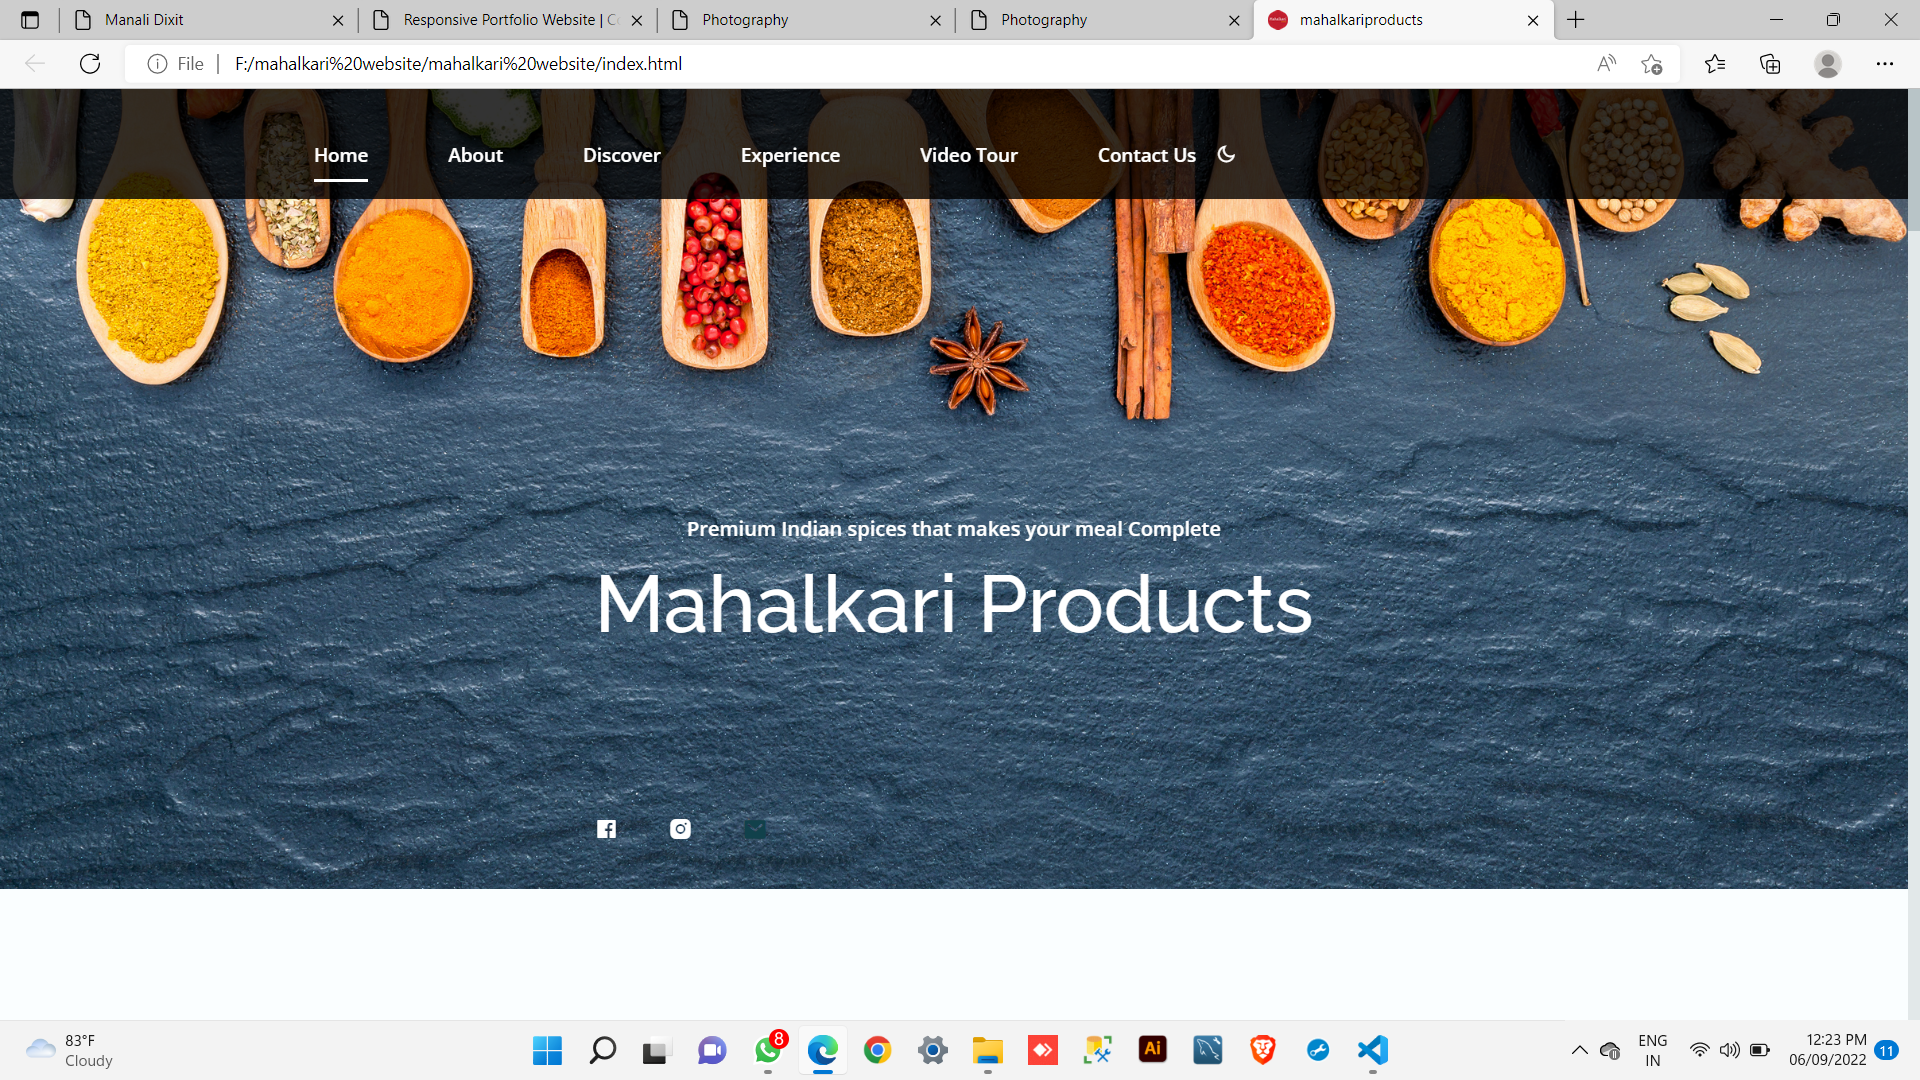 Manali Dixit
Responsive Portfolio Website | Co
Photography
Photography
mahalkariproducts
File
F:/mahalkari%20website/mahalkari%20website/index.html
Home
About
Discover
Experience
Video Tour
Contact Us
Premium Indian spices that makes your meal Complete
Mahalkari Products
83°F
Cloudy
8
Ai
ENG
IN
12:23 PM
06/09/2022
11